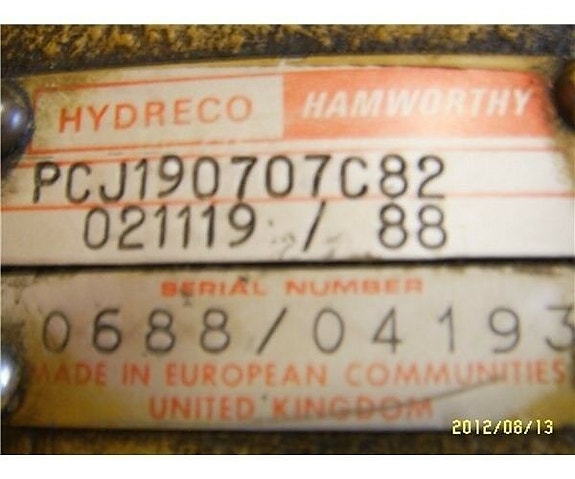 HYDRECO HAMWORTHY
PCJ190707C82
021119 / 88
SERIAL NUMBER
0688/04193
MADE IN EUROPEAN COMMUNITIES
UNITED KINGDOM
2012/08/13